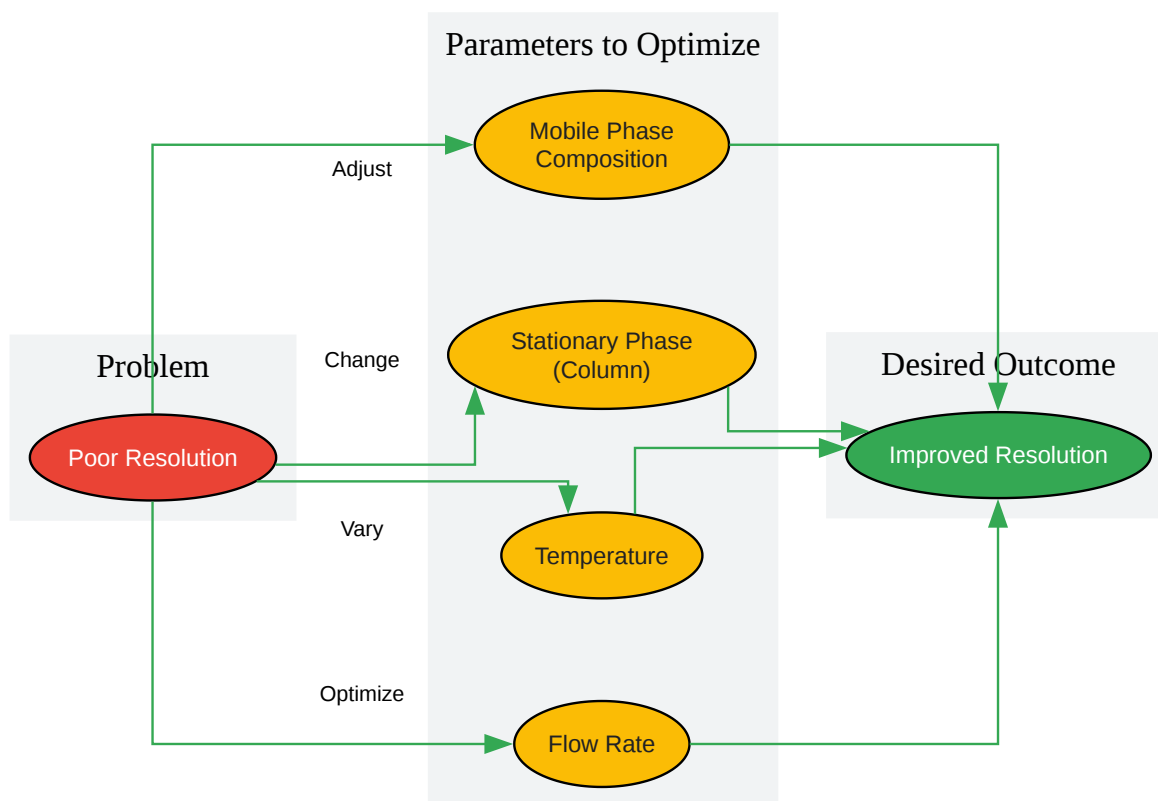 Parameters to Optimize
Mobile Phase
Composition
Adjust
Stationary Phase
(Column)
Change
Problem
Desired Outcome
Poor Resolution
Improved Resolution
Vary
Temperature
Optimize
Flow Rate